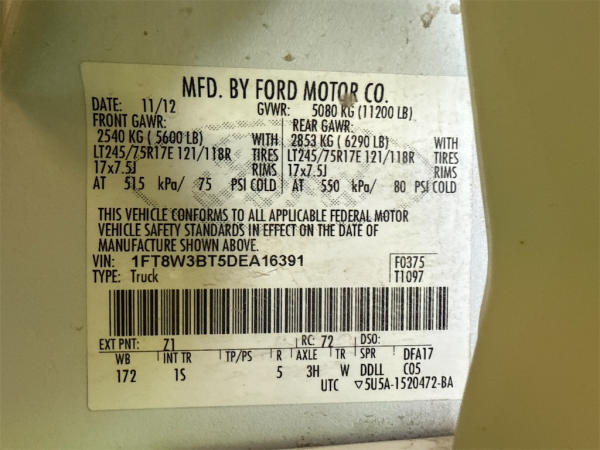 MFD. BY FORD MOTOR CO.
DATE: 11/12 GVWR: 5080 KG (11200 LB)
FRONT GAWR: REAR GAWR:
2540 KG ( 5600 LB) WITH 2853 KG ( 6290 LB) WITH
LT245/75R17E 121/118R TIRES LT245/75R17E 121/118R TIRES
17x7.5J RIMS 17x7.5J RIMS
AT 515 kPa/ 75 PSI COLD AT 550 kPa/ 80 PSI COLD
THIS VEHICLE CONFORMS TO ALL APPLICABLE FEDERAL MOTOR
VEHICLE SAFETY STANDARDS IN EFFECT ON THE DATE OF
MANUFACTURE SHOWN ABOVE.
VIN: 1FT8W3BT5DEA16391 F0375
TYPE: Truck T1097
EXT PNT: Z1 RC: 72 DSO:
WB INT TR TP/PS R AXLE TR SPR DFA17
172 1S 5 3H W DDLL C05
UTC ▽5U5A-1520472-BA